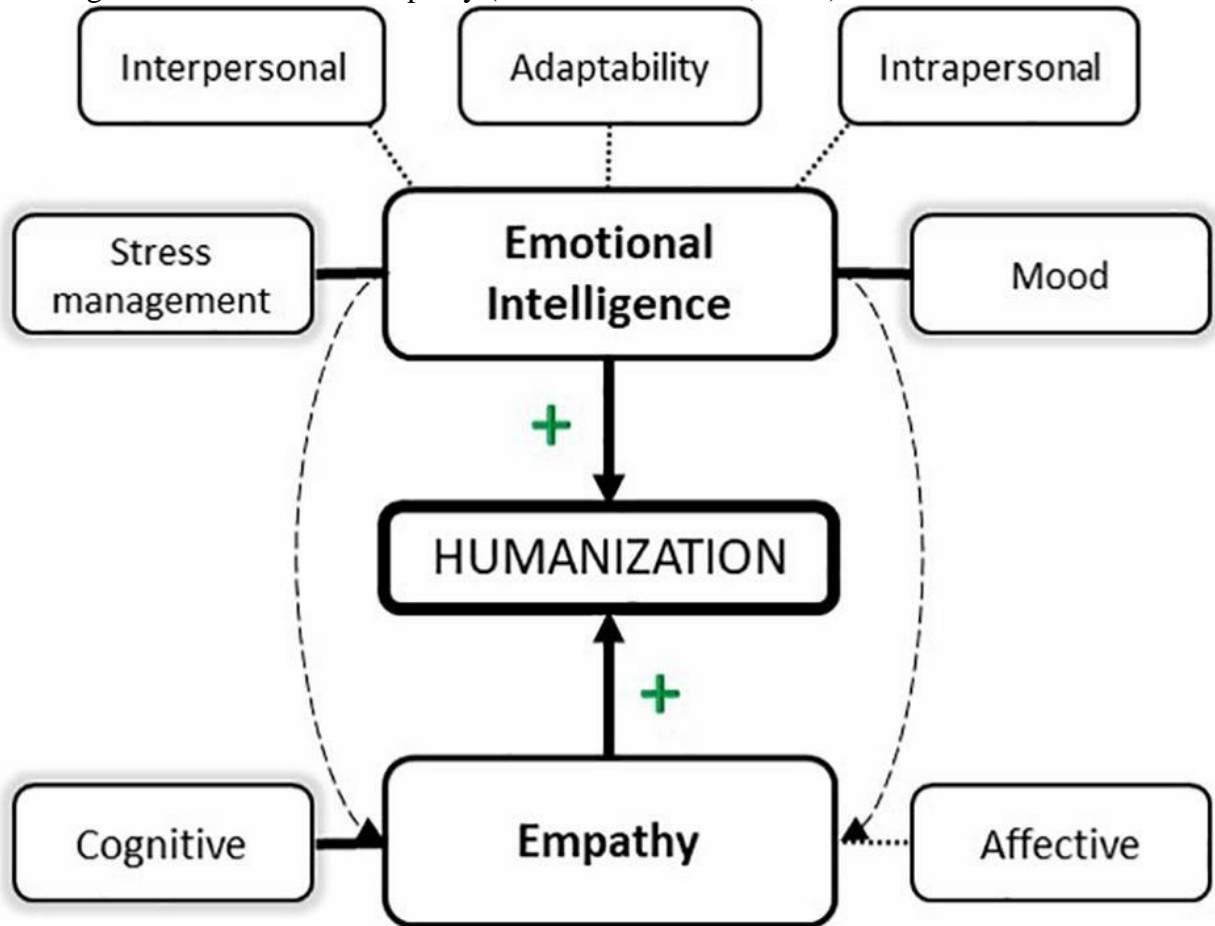 Interpersonal
Adaptability
Intrapersonal
Stress
management
Emotional
Intelligence
Mood
+
HUMANIZATION
+
Cognitive
Empathy
Affective